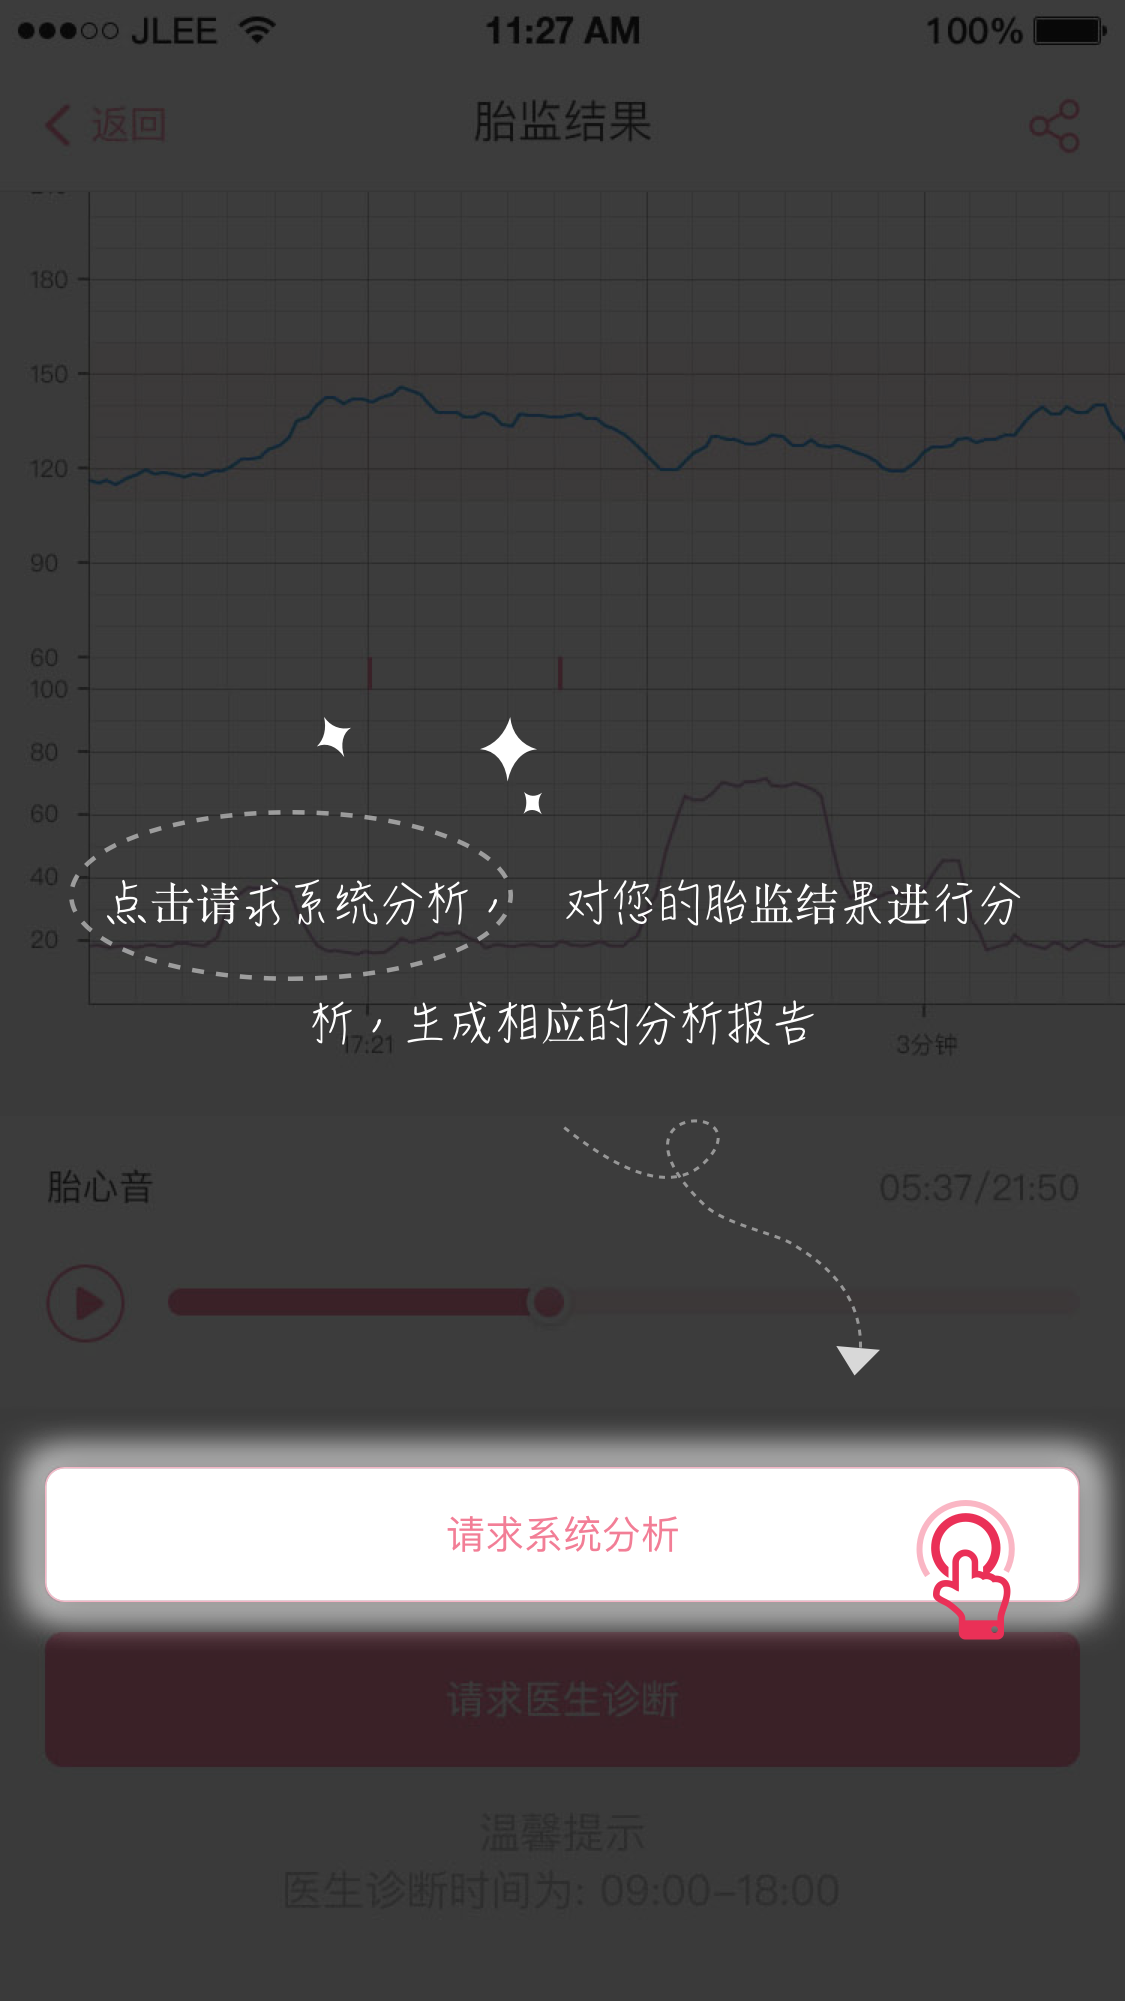 JLEE 11:27 AM 100%
返回 胎监结果
180
150
120
90
60
100
80
60
40
点击请求系统分析， 对您的胎监结果进行分
20
析，生成相应的分析报告
17:21 3分钟
胎心音 05:37/21:50
请求系统分析
请求医生诊断
温馨提示
医生诊断时间为: 09:00-18:00